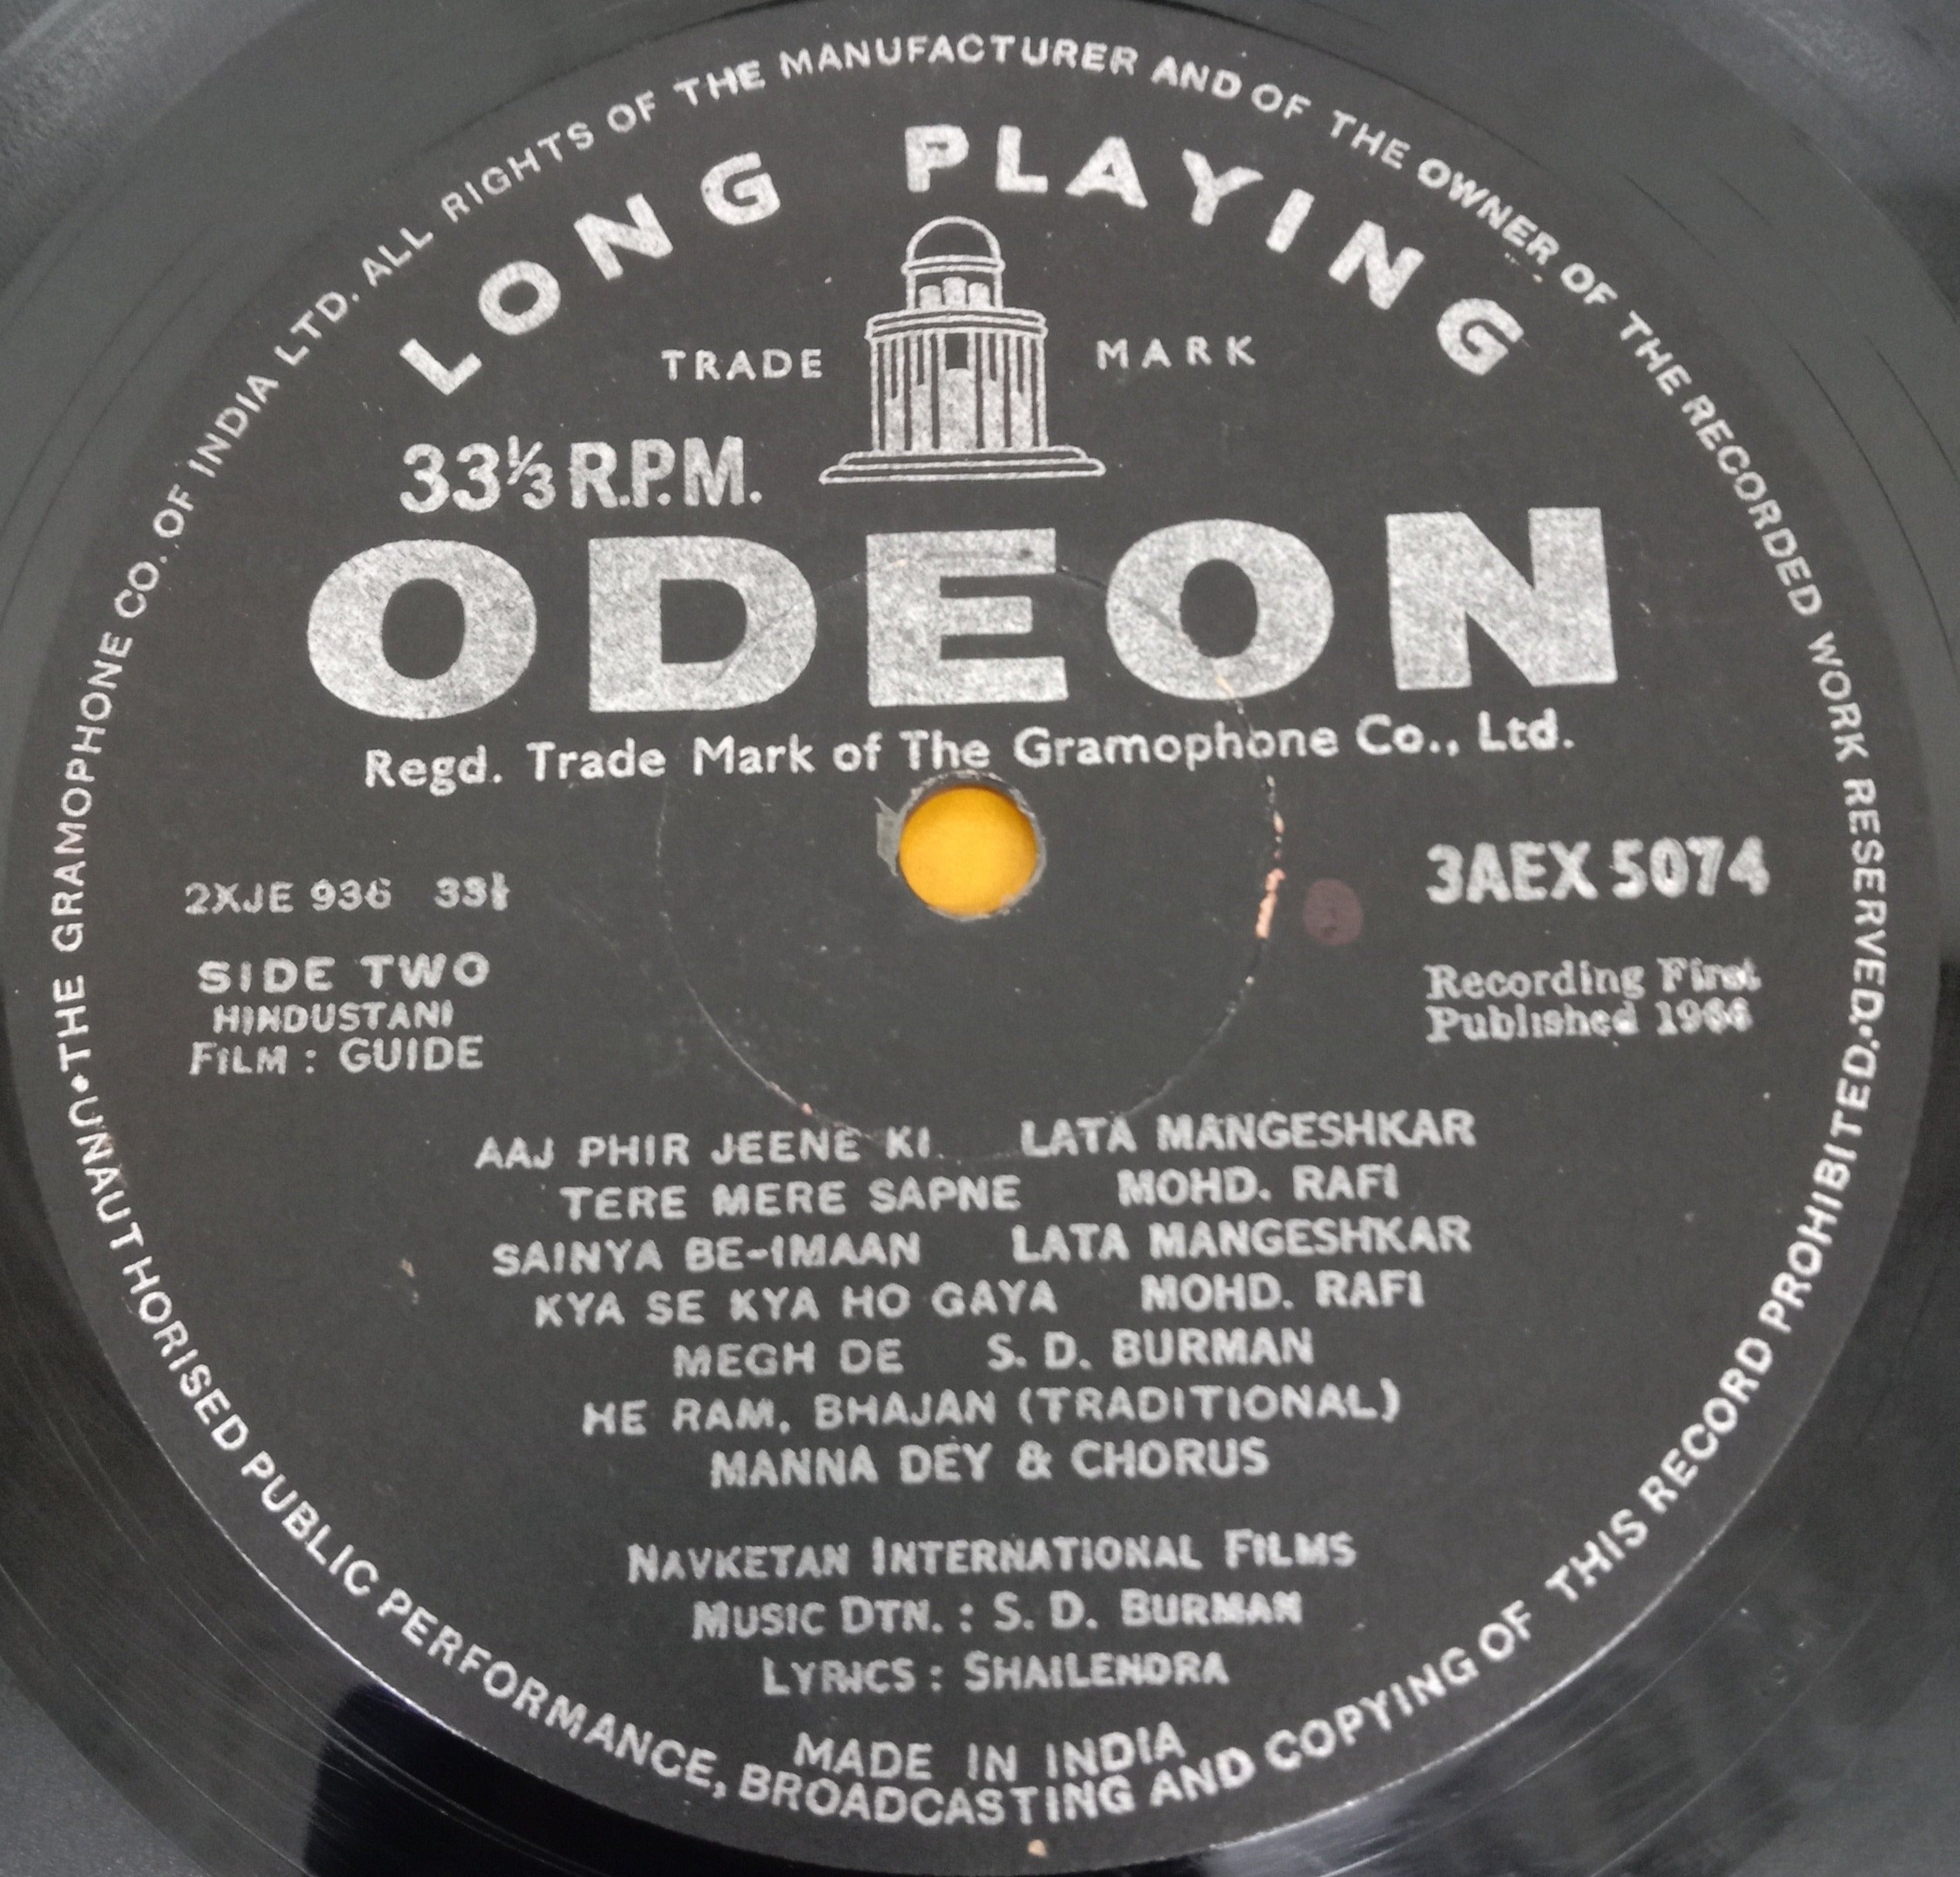 THE GRAMOPHONE CO. OF INDIA LTD. ALL RIGHTS OF THE MANUFACTURER AND OF THE OWNER OF THE RECORDED WORK RESERVED.
LONG PLAYING
TRADE MARK
33⅓ R.P.M.
ODEON
Regd. Trade Mark of The Gramophone Co., Ltd.
2XJE 936 33⅓
3AEX 5074
SIDE TWO
HINDUSTANI
FILM : GUIDE
Recording First
Published 1966
AAJ PHIR JEENE KI LATA MANGESHKAR
TERE MERE SAPNE MOHD. RAFI
SAINYA BE-IMAAN LATA MANGESHKAR
KYA SE KYA HO GAYA MOHD. RAFI
MEGH DE S. D. BURMAN
HE RAM, BHAJAN (TRADITIONAL)
MANNA DEY & CHORUS
NAVKETAN INTERNATIONAL FILMS
MUSIC DTN. : S. D. BURMAN
LYRICS : SHAILENDRA
MADE IN INDIA
UNAUTHORISED PUBLIC PERFORMANCE, BROADCASTING AND COPYING OF THIS RECORD PROHIBITED.